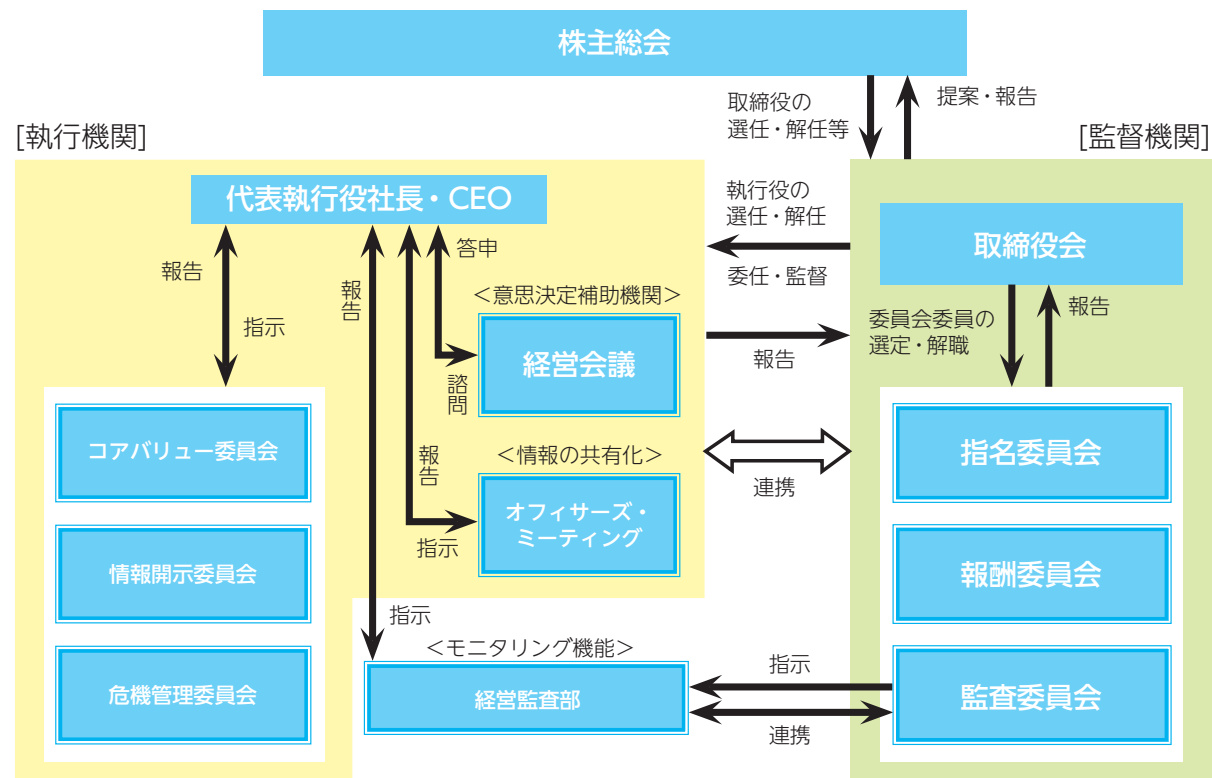 株主総会
取締役の
選任・解任等
提案・報告
[執行機関]
[監督機関]
代表執行役社長・CEO
執行役の
選任・解任
委任・監督
取締役会
報告
指示
報告
答申
＜意思決定補助機関＞
経営会議
諮問
報告
委員会委員の
選定・解職
報告
コアバリュー委員会
報告
指示
＜情報の共有化＞
オフィサーズ・
ミーティング
連携
指名委員会
情報開示委員会
報酬委員会
指示
＜モニタリング機能＞
経営監査部
危機管理委員会
指示
連携
監査委員会